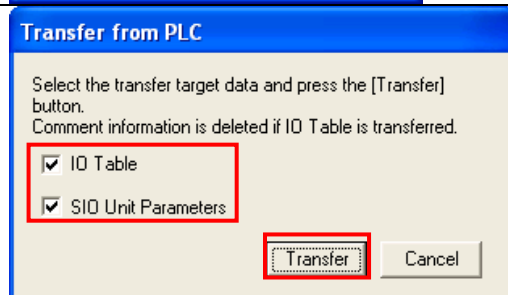 Transfer from PLC
Select the transfer target data and press the [Transfer]
button.
Comment information is deleted if IO Table is transferred.
IO Table
SIO Unit Parameters
Transfer
Cancel